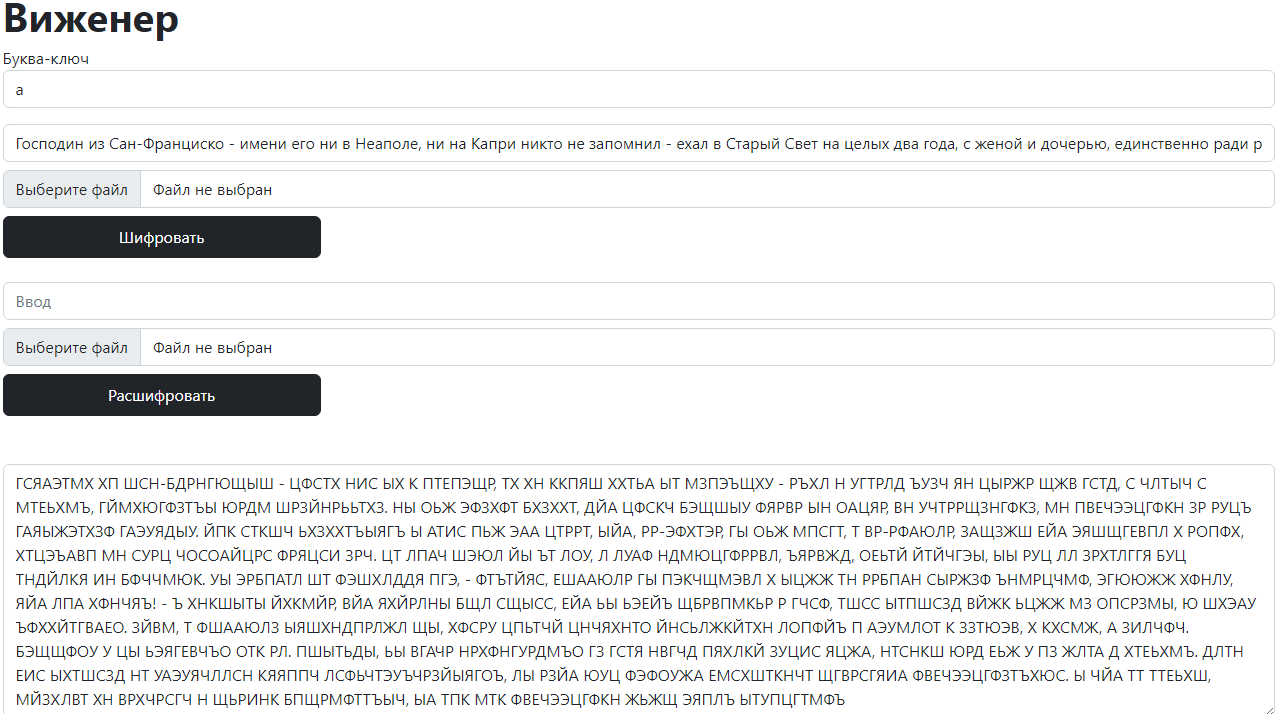 Виженер
Буква-ключ
а
Господин из Сан-Франциско - имени его ни в Неаполе, ни на Капри никто не запомнил - ехал в Старый Свет на целых два года, с женой и дочерью, единственно ради р
Выберите файл Файл не выбран
Шифровать
Ввод
Выберите файл Файл не выбран
Расшифровать
ГСЯАЭТМХ ХП ШСН-БДРНГЮЩЫШ - ЦФСТХ НИС ЫХ К ПТЕПЭЩР, ТХ ХН ККПЯШ ХХТЬА ЫТ МЗПЭЪЩХУ - РЪХЛ Н УГТРЛД ЪУЗЧ ЯН ЦЫРЖР ЩЖВ ГСТД, С ЧЛТЫЧ С
МТЕЬХМЪ, ГЙМХЮГФЗТЪЫ ЮРДМ ШРЗЙНРЬЬТХЗ. НЫ ОЬЖ ЭФЗХФТ БХЗХХТ, ДЙА ЦФСКЧ БЭЩШЫУ ФЯРВР ЫН ОАЦЯР, ВН УЧТРРЩЗНГФКЗ, МН ПВЕЧЭЭЦГФКН ЗР РУЦЪ
ГАЯЫЖЭТХЗФ ГАЭУЯДЫУ. ЙПК СТКШЧ ЬХЗХХТЪЫЯГЪ Ы АТИС ПЬЖ ЭАА ЦТРРТ, ЫЙА, РР-ЭФХТЭР, ГЫ ОЬЖ МПСГТ, Т ВР-РФАЮЛР, ЗАЩЗЖШ ЕЙА ЭЯШЩГЕВПЛ Х РОПФХ,
ХТЦЭЪАВП МН СУРЦ ЧОСОАЙЦРС ФРЯЦСИ ЗРЧ. ЦТ ЛПАЧ ШЭЮЛ ЙЫ ЪТ ЛОУ, Л ЛУАФ НДМЮЦГФРРВЛ, ЪЯРВЖД, ОЕЬТЙ ЙТЙЧГЭЫ, ЫЫ РУЦ ЛЛ ЗРХТЛГГЯ БУЦ
ТНДЙЛКЯ ИН БФЧЧМЮК. УЫ ЭРБПАТЛ ШТ ФЭШХЛДДЯ ПГЭ, - ФТЪТЙЯС, ЕШААЮЛР ГЫ ПЭКЧЩМЭВЛ Х ЫЦЖЖ ТН РРБПАН СЫРЖЗФ ЪНМРЦЧМФ, ЭГЮЮЖЖ ХФНЛУ,
ЯЙА ЛПА ХФНЧЯЪ! - Ъ ХНКШЫТЫ ЙХКМЙР, ВЙА ЯХЙРЛНЫ БЩЛ СЩЫСС, ЕЙА ЬЫ ЬЭЕЙЪ ЩБРВПМКЬР Р ГЧСФ, ТШСС ЫТПШСЗД ВЙЖК ЬЦЖЖ МЗ ОПСРЗМЫ, Ю ШХЭАУ
ЪФХХЙТГВАЕО. ЗЙВМ, Т ФШААЮЛЗ ЫЯШХНДПРЛЖЛ ЩЫ, ХФСРУ ЦПЬТЧЙ ЦНЧЯХНТО ЙНСЬЛЖКЙТХН ЛОПФЙЪ П АЭУМЛОТ К ЗЗТЮЭВ, Х КХСМЖ, А ЗИЛЧФЧ.
БЭЩЩФОУ У ЦЫ ЬЭЯГЕВЧЪО ОТК РЛ. ПШЫТЬДЫ, ЬЫ ВГАЧР НРХФНГУРДМЪО ГЗ ГСТЯ НВГЧД ПЯХЛКЙ ЗУЦИС ЯЦЖА, НТСНКШ ЮРД ЕЬЖ У ПЗ ЖЛТА Д ХТЕЬХМЪ. ДЛТН
ЕИС ЫХТШСЗД НТ УАЭУЯЧЛЛСН КЯЯППЧ ЛСФЬЧТЭУЪЧРЗЙЫЯГОЪ, ЛЫ РЗЙА ЮУЦ ФЭФОУЖА ЕМСХШТКНЧТ ЩГВРСГЯИА ФВЕЧЭЭЦГФЗТЪХЮС. Ы ЧЙА ТТ ТТЕЬХШ,
МЙЗХЛВТ ХН ВРХЧРСГЧ Н ЩЬРИНК БПЩРМФТТЪЫЧ, ЫА ТПК МТК ФВЕЧЭЭЦГФКН ЖЬЖЩ ЭЯПЛЪ ЫТУПЦГТМФЪ